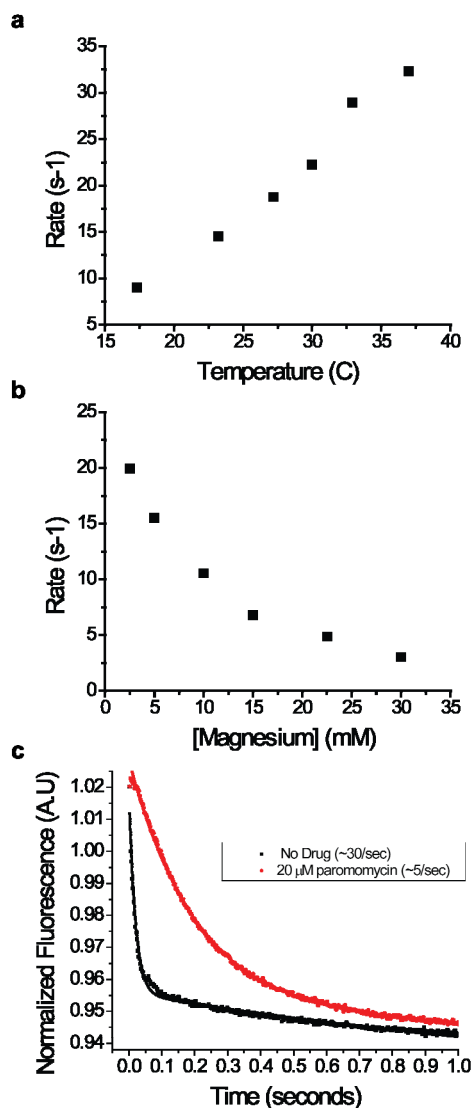 a
35
30
25
20
15
10
5
Rate (s-1)
15 20 25 30 35 40
Temperature (C)
b
25
20
15
10
5
0
Rate (s-1)
0 5 10 15 20 25 30 35
[Magnesium] (mM)
c
1.02
1.01
1.00
0.99
0.98
0.97
0.96
0.95
0.94
Normalized Fluorescence (A.U)
No Drug (~30/sec)
20 μM paromomycin (~5/sec)
0.0 0.1 0.2 0.3 0.4 0.5 0.6 0.7 0.8 0.9 1.0
Time (seconds)